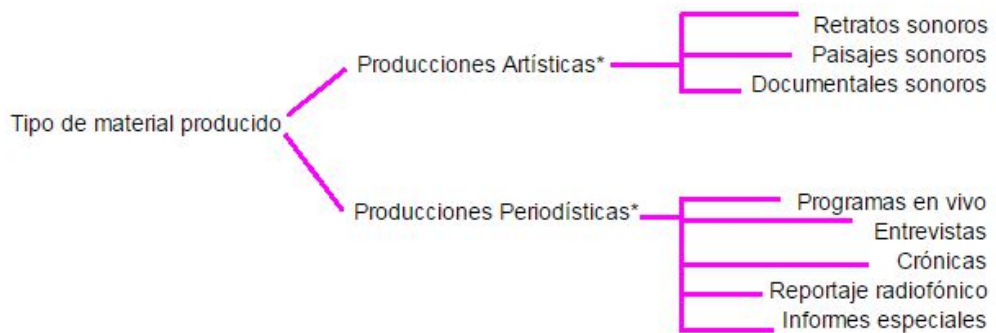 Tipo de material producido
Producciones Artísticas*
Retratos sonoros
Paisajes sonoros
Documentales sonoros
Producciones Periodísticas*
Programas en vivo
Entrevistas
Crónicas
Reportaje radiofónico
Informes especiales